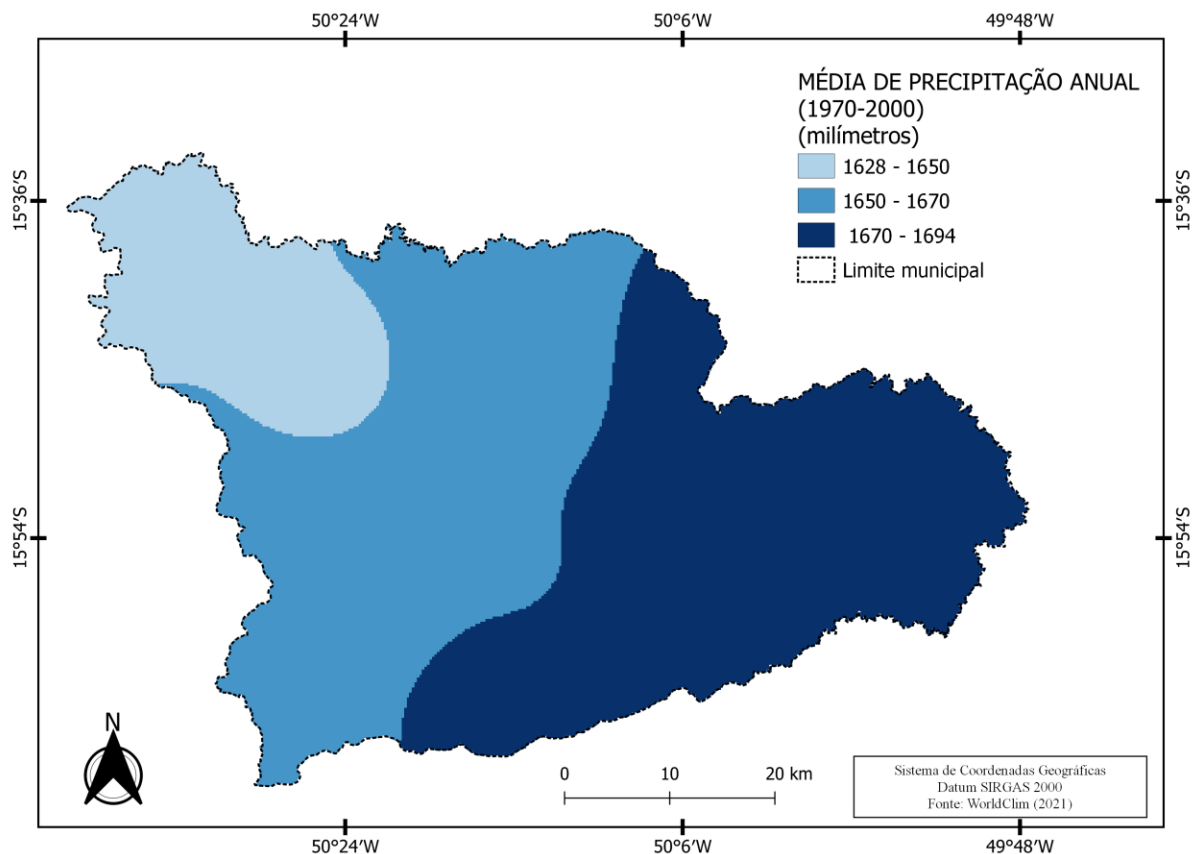 50°24′W 50°6′W 49°48′W
MÉDIA DE PRECIPITAÇÃO ANUAL
(1970-2000)
(milímetros)
1628 - 1650
1650 - 1670
1670 - 1694
Limite municipal
15°36′S 15°36′S
15°54′S 15°54′S
N
0 10 20 km
Sistema de Coordenadas Geográficas
Datum SIRGAS 2000
Fonte: WorldClim (2021)
50°24′W 50°6′W 49°48′W